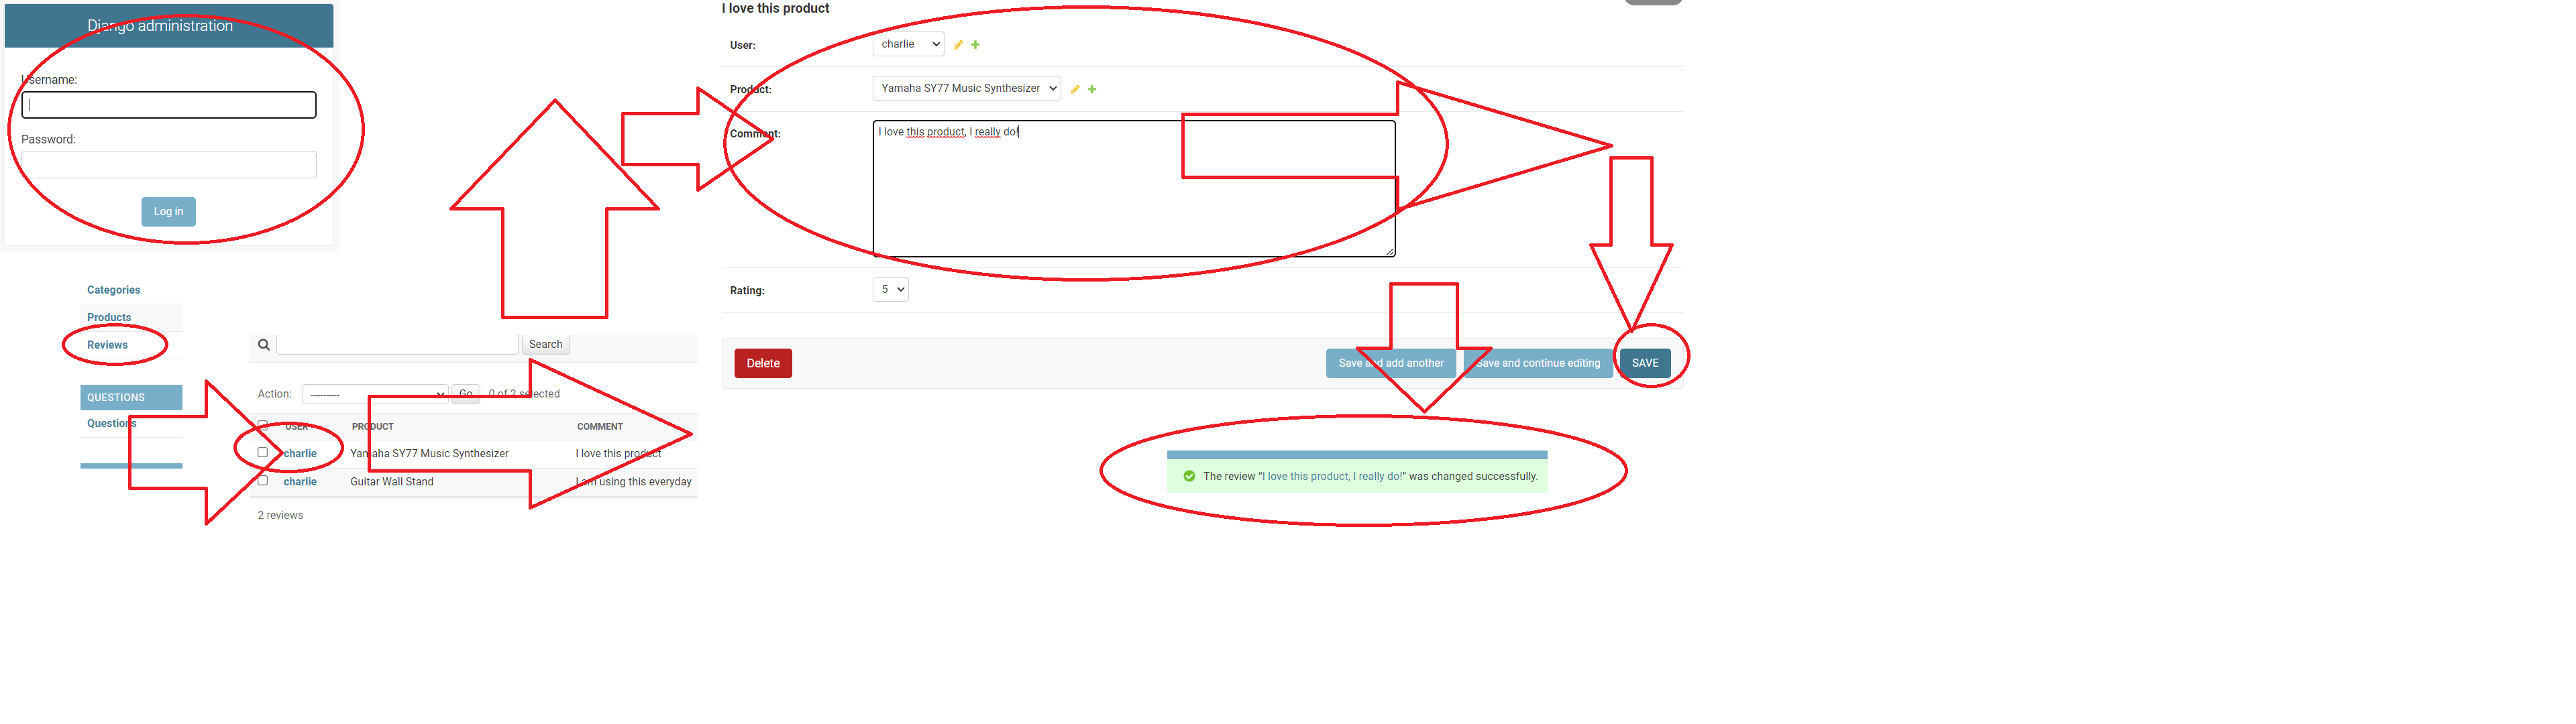 Django administration
Username:
Password:
Log in
Categories
Products
Reviews
QUESTIONS
Questions
Search
Action: --------- Go 0 of 2 selected
USER PRODUCT COMMENT
charlie Yamaha SY77 Music Synthesizer I love this product
charlie Guitar Wall Stand I am using this everyday
2 reviews
I love this product
User: charlie
Product: Yamaha SY77 Music Synthesizer
Comment: I love this product, I really do!
Rating: 5
Delete Save and add another Save and continue editing SAVE
The review “I love this product, I really do!” was changed successfully.